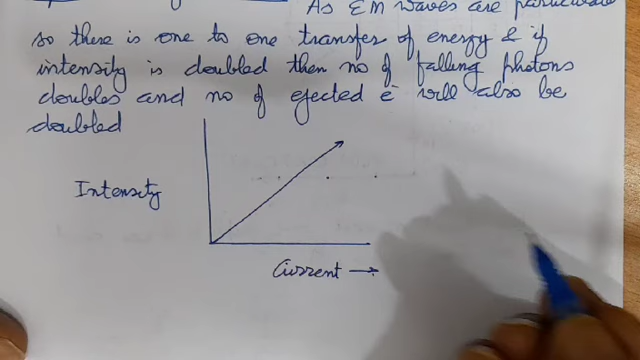 As EM waves are particulate
so there is one to one transfer of energy & if
intensity is doubled then no of falling photons
doubles and no of ejected e⁻ will also be
doubled
Intensity
Current →